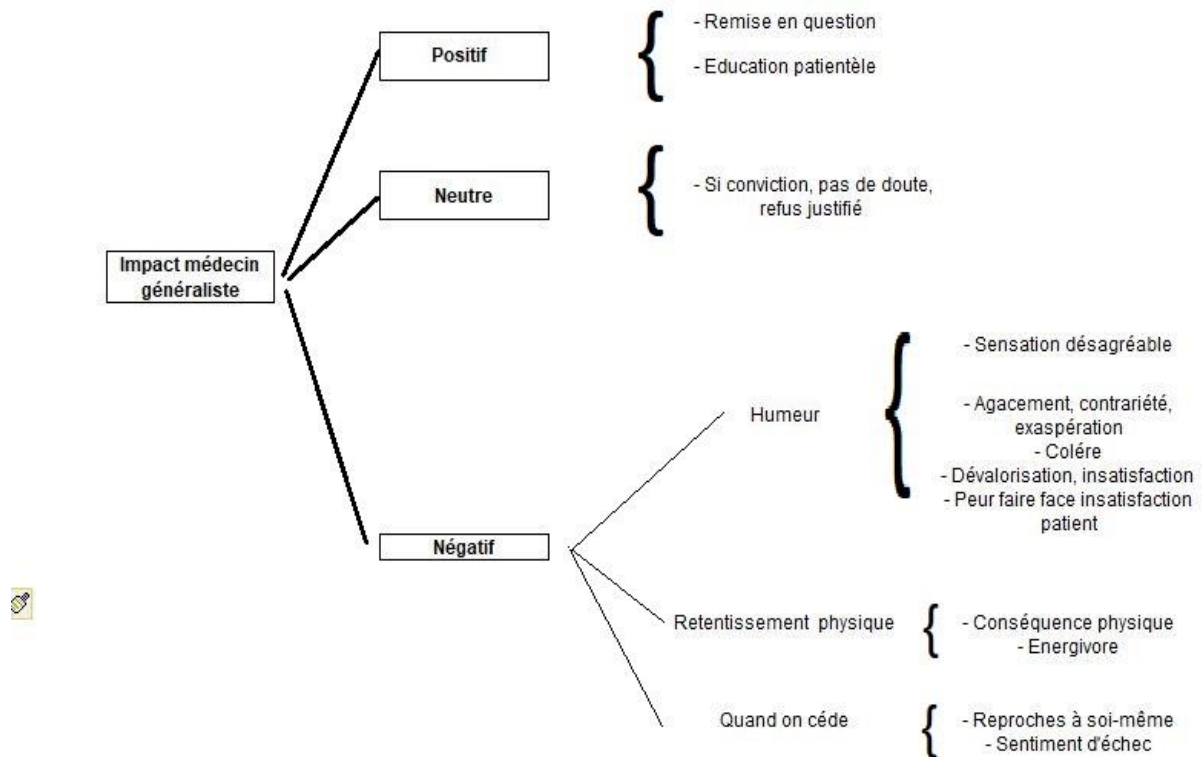 - Remise en question
Positif
- Education patientèle
Neutre
- Si conviction, pas de doute,
refus justifié
Impact médecin
généraliste
- Sensation désagréable
Humeur
- Agacement, contrariété,
exaspération
- Colére
- Dévalorisation, insatisfaction
- Peur faire face insatisfaction
patient
Négatif
Retentissement physique
- Conséquence physique
- Energivore
Quand on céde
- Reproches à soi-même
- Sentiment d'échec